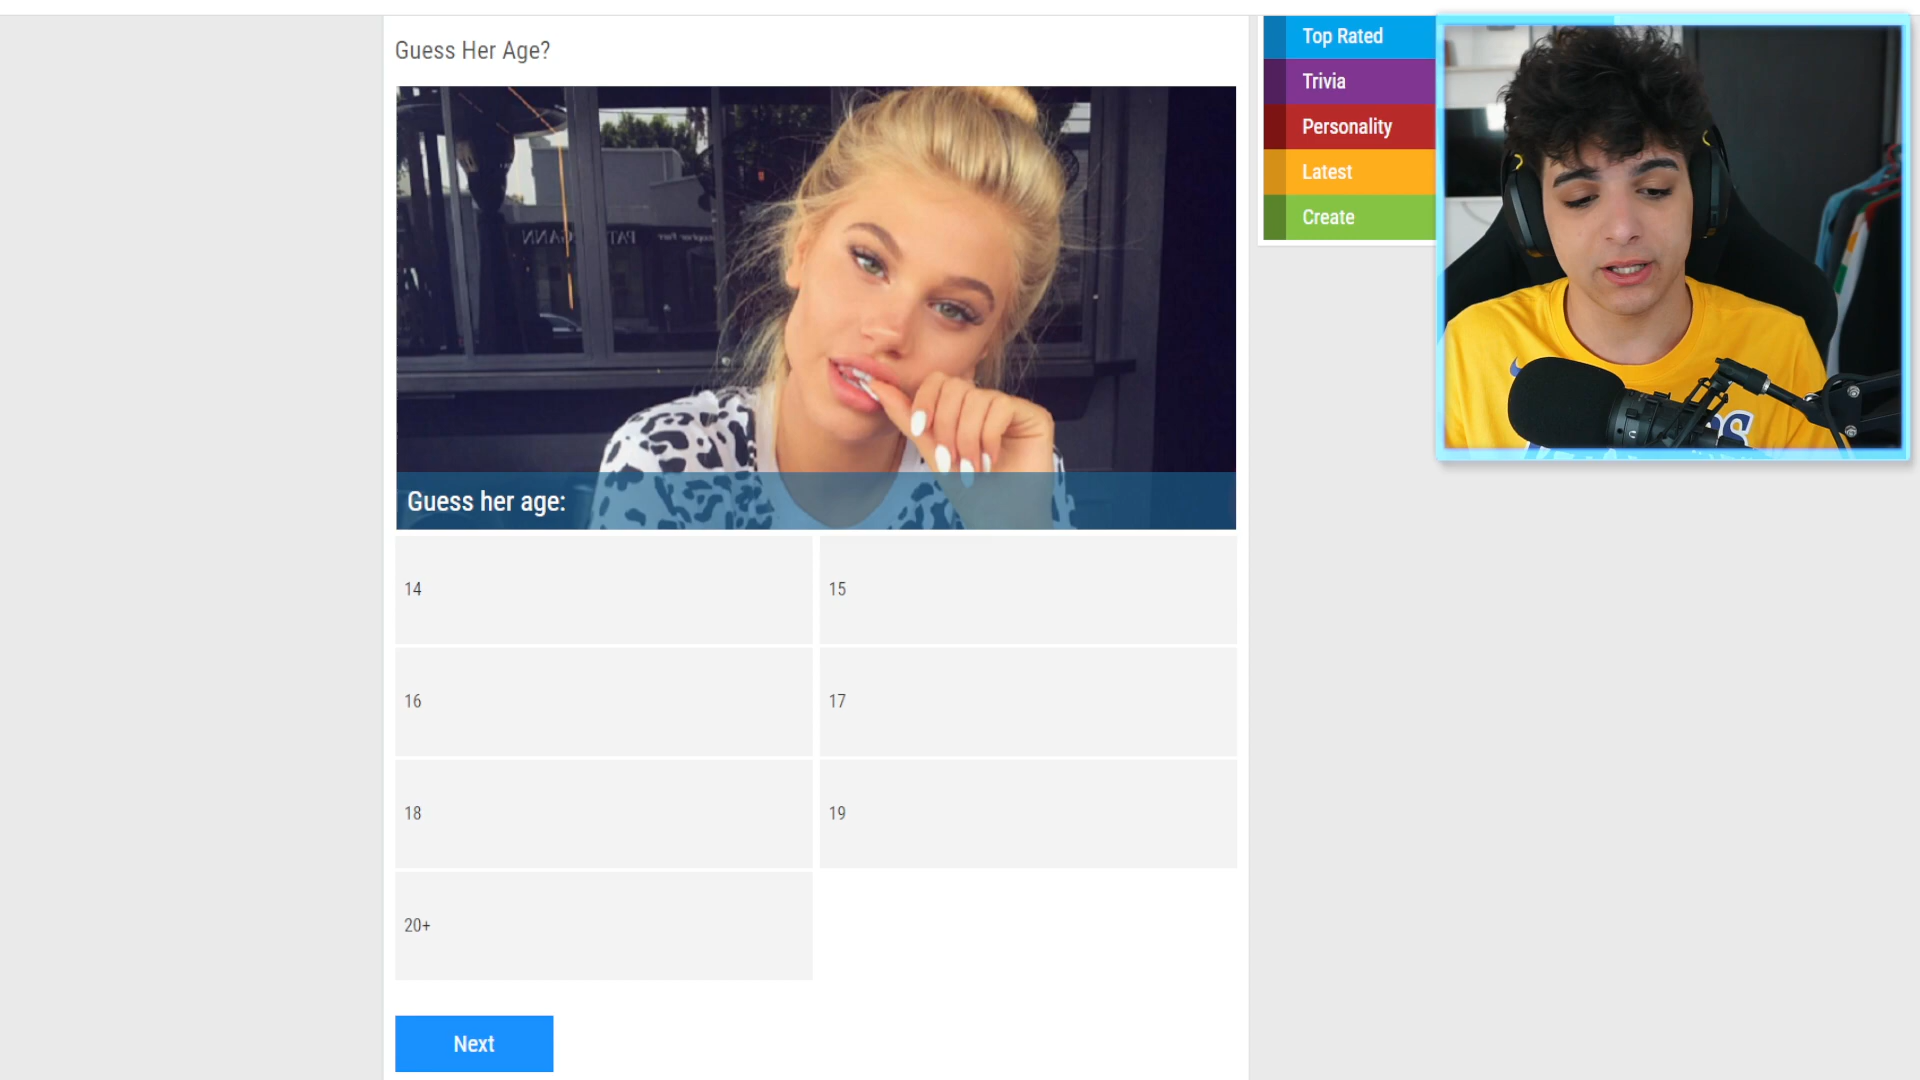 Guess Her Age?
Guess her age:
14
15
16
17
18
19
20+
Next
Top Rated
Trivia
Personality
Latest
Create